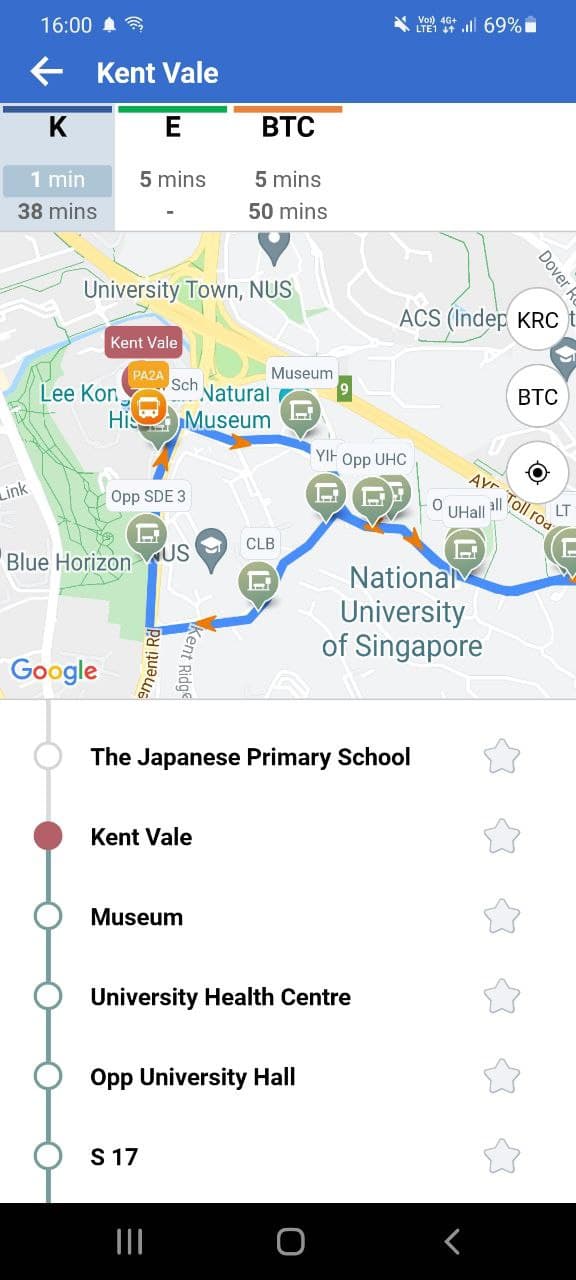 16:00 Vo)) LTE1 4G+ 69%
Kent Vale
K E BTC
1 min 5 mins 5 mins
38 mins - 50 mins
University Town, NUS
Dover R
ACS (Indep
KRC
Kent Vale
BTC
PA2A
Sch
Museum
9
Lee Kon Natural
His Museum
YIH
Opp UHC
AYE
Toll roa
Link
Opp SDE 3
O
UHall
all
LT
Blue Horizon
NUS
CLB
National
University
of Singapore
ementi Rd
Kent Ridge
Google
The Japanese Primary School
Kent Vale
Museum
University Health Centre
Opp University Hall
S 17